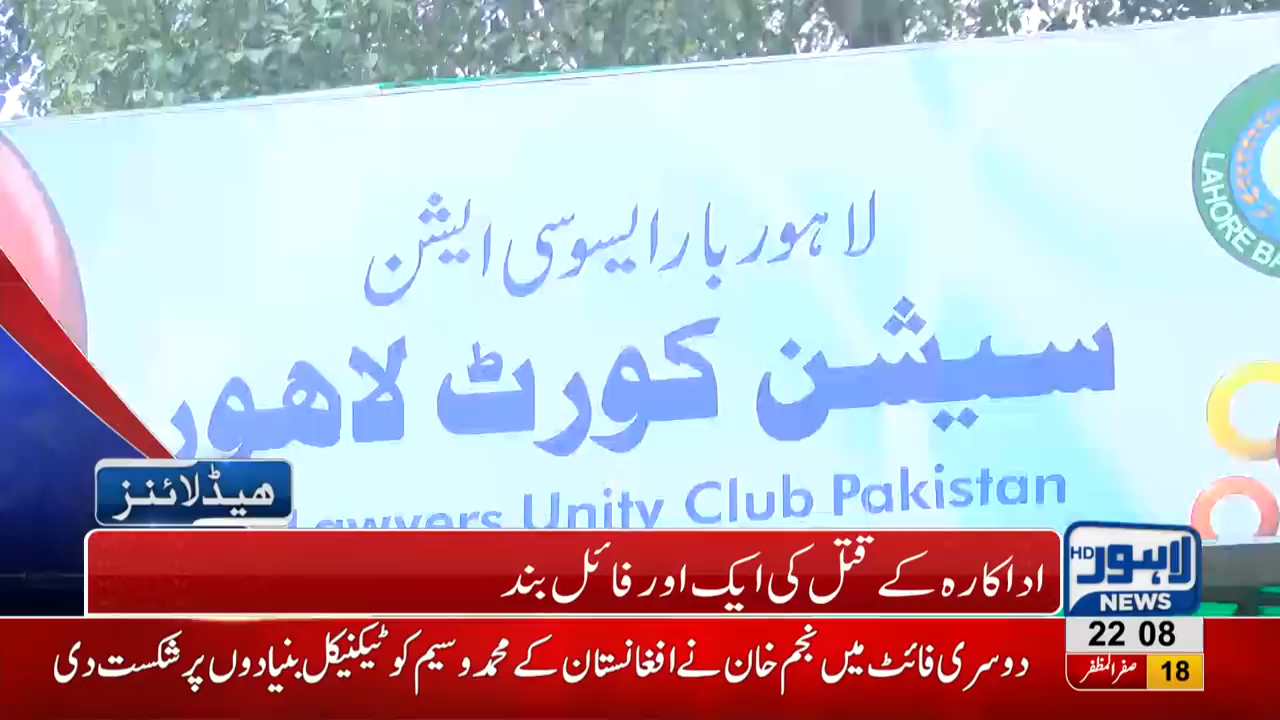 لاہور بار ایسوسی ایشن
سیشن کورٹ لاہور
Lawyers Unity Club Pakistan
LAHORE BA
ھیڈلائنز
اداکارہ کے قتل کی ایک اور فائل بند
HD لاہور
NEWS
22 08
صفر المظفر 18
دوسری فائٹ میں نجم خان نے افغانستان کے محمد وسیم کو ٹیکنیکل بنیادوں پر شکست دی